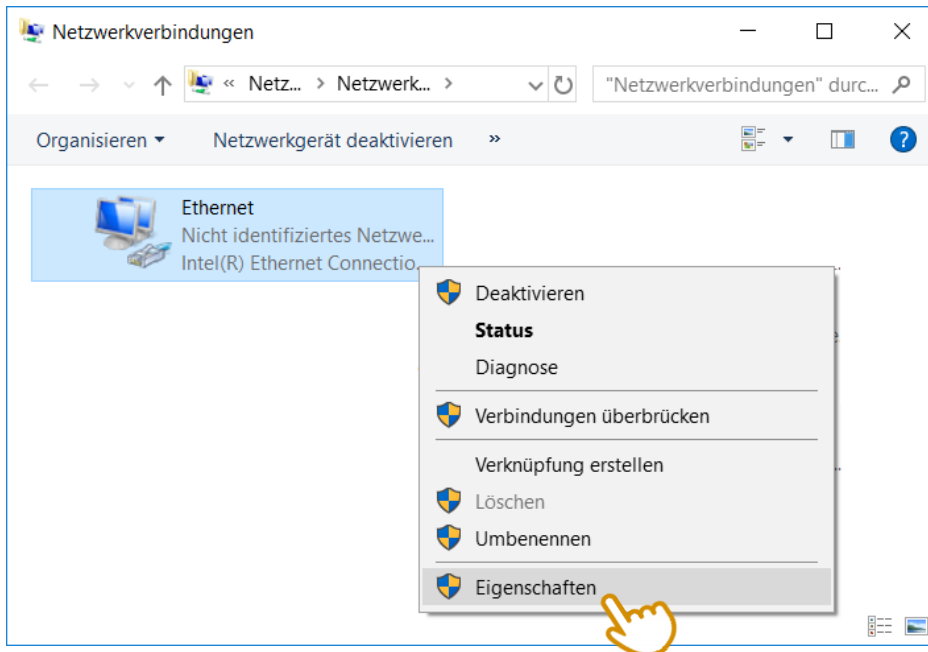 Netzwerkverbindungen
« Netz... > Netzwerk... >
"Netzwerkverbindungen" durc...
Organisieren Netzwerkgerät deaktivieren »
?
Ethernet
Nicht identifiziertes Netzwe...
Intel(R) Ethernet Connectio...
Deaktivieren
Status
Diagnose
Verbindungen überbrücken
Verknüpfung erstellen
Löschen
Umbenennen
Eigenschaften